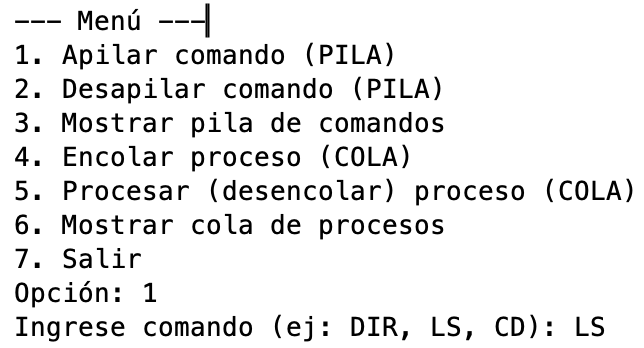 --- Menú ---
1. Apilar comando (PILA)
2. Desapilar comando (PILA)
3. Mostrar pila de comandos
4. Encolar proceso (COLA)
5. Procesar (desencolar) proceso (COLA)
6. Mostrar cola de procesos
7. Salir
Opción: 1
Ingrese comando (ej: DIR, LS, CD): LS